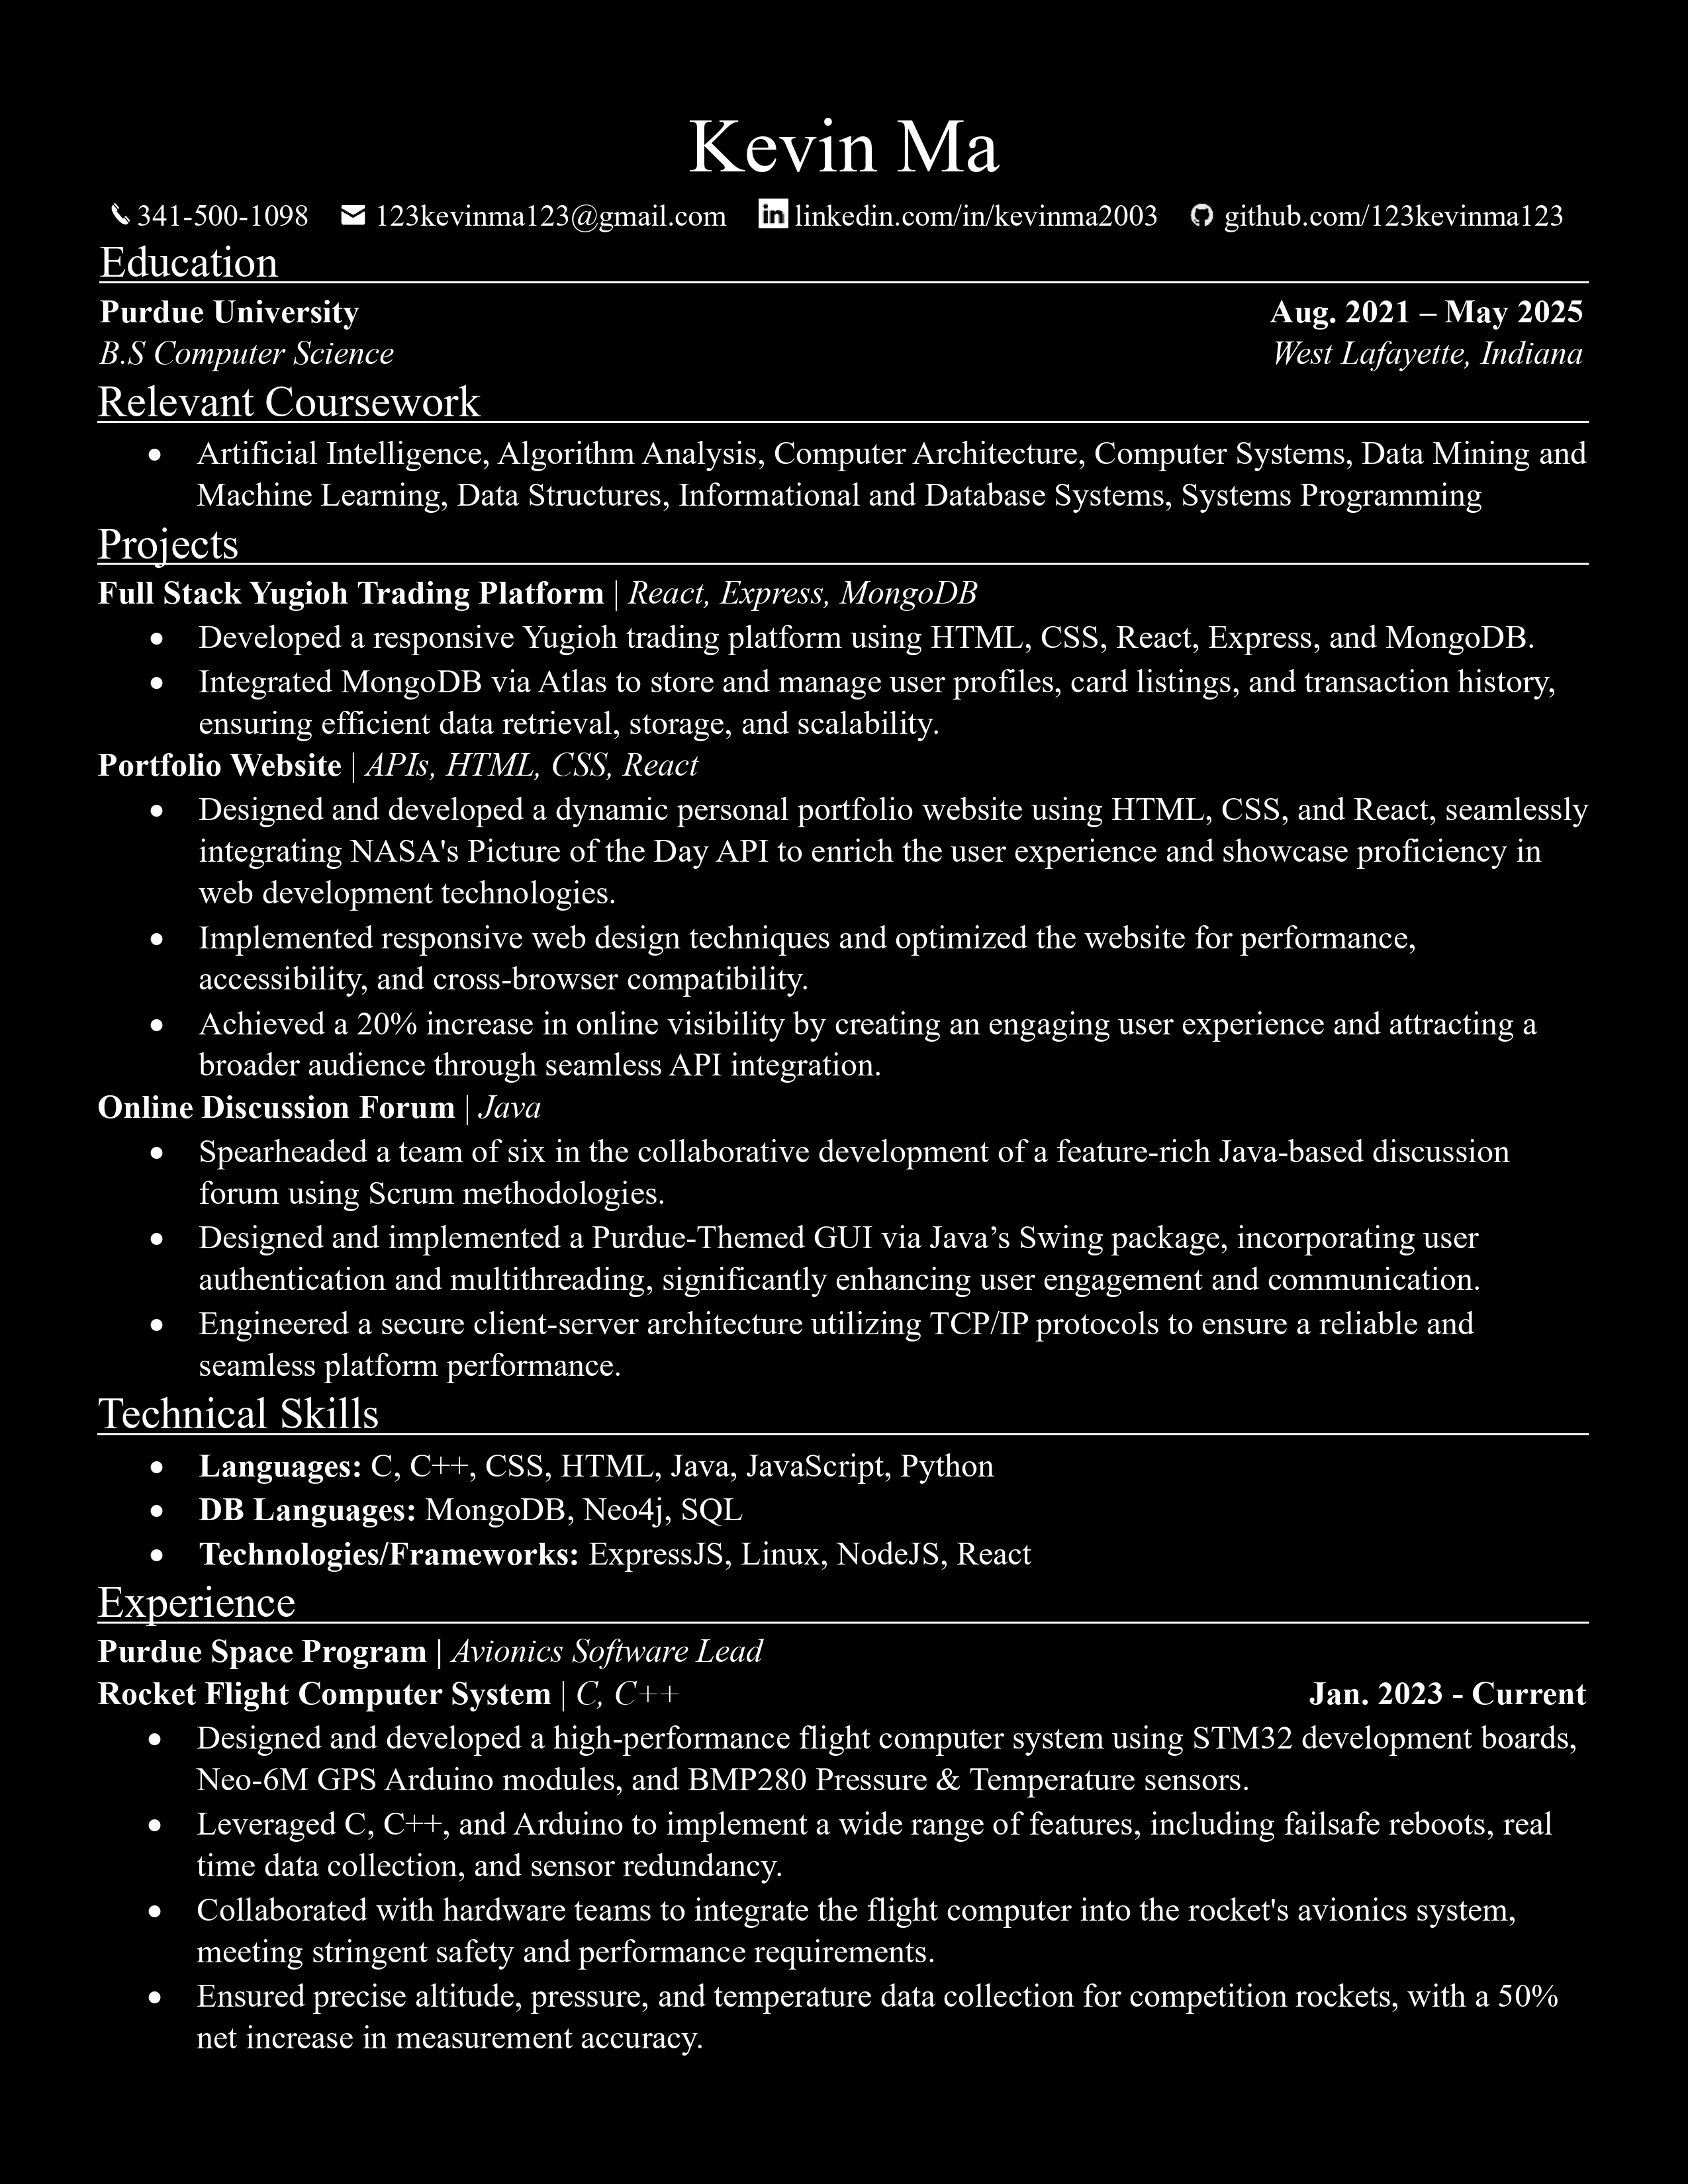 Kevin Ma
341-500-1098 123kevinma123@gmail.com linkedin.com/in/kevinma2003 github.com/123kevinma123
Education
Purdue University Aug. 2021 – May 2025
B.S Computer Science West Lafayette, Indiana
Relevant Coursework
• Artificial Intelligence, Algorithm Analysis, Computer Architecture, Computer Systems, Data Mining and
Machine Learning, Data Structures, Informational and Database Systems, Systems Programming
Projects
Full Stack Yugioh Trading Platform | React, Express, MongoDB
• Developed a responsive Yugioh trading platform using HTML, CSS, React, Express, and MongoDB.
• Integrated MongoDB via Atlas to store and manage user profiles, card listings, and transaction history,
ensuring efficient data retrieval, storage, and scalability.
Portfolio Website | APIs, HTML, CSS, React
• Designed and developed a dynamic personal portfolio website using HTML, CSS, and React, seamlessly
integrating NASA's Picture of the Day API to enrich the user experience and showcase proficiency in
web development technologies.
• Implemented responsive web design techniques and optimized the website for performance,
accessibility, and cross-browser compatibility.
• Achieved a 20% increase in online visibility by creating an engaging user experience and attracting a
broader audience through seamless API integration.
Online Discussion Forum | Java
• Spearheaded a team of six in the collaborative development of a feature-rich Java-based discussion
forum using Scrum methodologies.
• Designed and implemented a Purdue-Themed GUI via Java’s Swing package, incorporating user
authentication and multithreading, significantly enhancing user engagement and communication.
• Engineered a secure client-server architecture utilizing TCP/IP protocols to ensure a reliable and
seamless platform performance.
Technical Skills
• Languages: C, C++, CSS, HTML, Java, JavaScript, Python
• DB Languages: MongoDB, Neo4j, SQL
• Technologies/Frameworks: ExpressJS, Linux, NodeJS, React
Experience
Purdue Space Program | Avionics Software Lead
Rocket Flight Computer System | C, C++ Jan. 2023 - Current
• Designed and developed a high-performance flight computer system using STM32 development boards,
Neo-6M GPS Arduino modules, and BMP280 Pressure & Temperature sensors.
• Leveraged C, C++, and Arduino to implement a wide range of features, including failsafe reboots, real
time data collection, and sensor redundancy.
• Collaborated with hardware teams to integrate the flight computer into the rocket's avionics system,
meeting stringent safety and performance requirements.
• Ensured precise altitude, pressure, and temperature data collection for competition rockets, with a 50%
net increase in measurement accuracy.